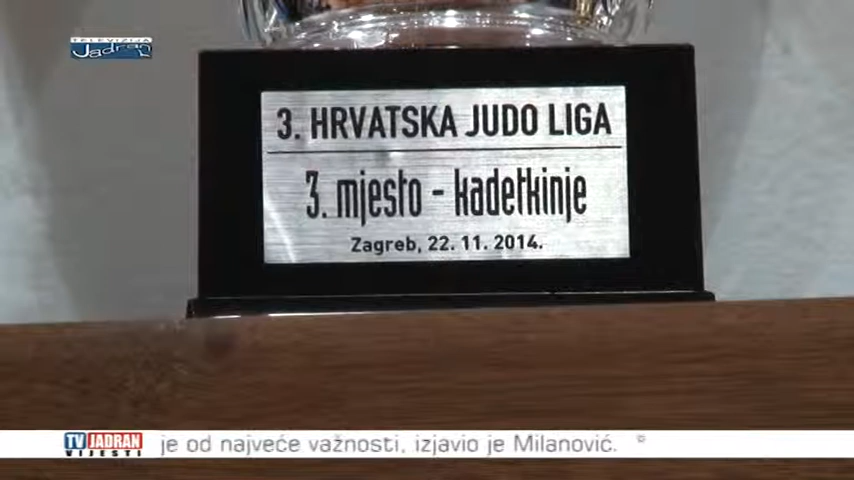 TELEVIZIJA
Jadran
3. HRVATSKA JUDO LIGA
3. mjesto - kadetkinje
Zagreb, 22. 11. 2014.
TV JADRAN
VIJESTI
je od najveće važnosti, izjavio je Milanović.